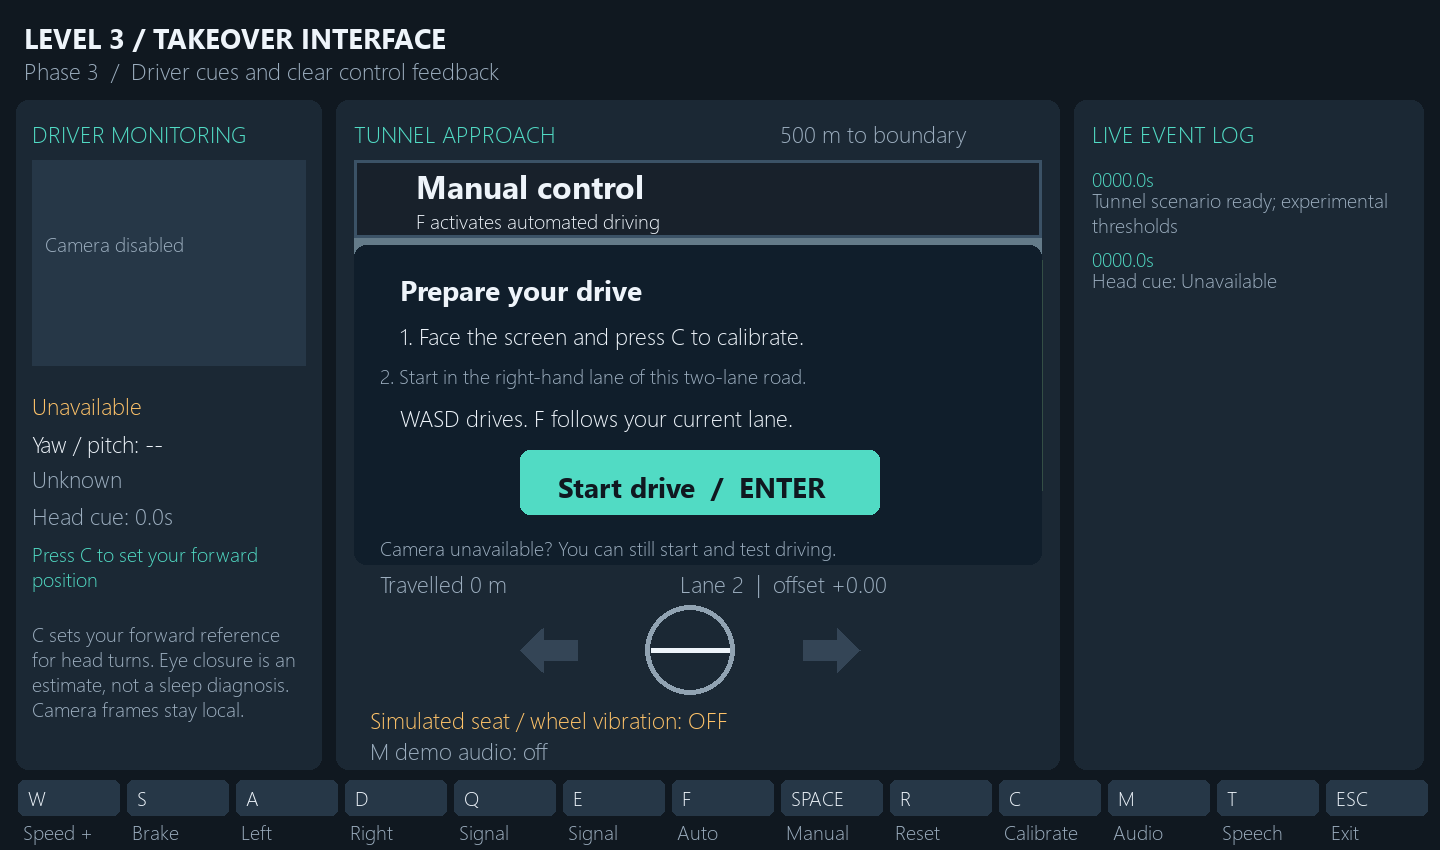 LEVEL 3 / TAKEOVER INTERFACE
Phase 3 / Driver cues and clear control feedback
DRIVER MONITORING
Camera disabled
Unavailable
Yaw / pitch: --
Unknown
Head cue: 0.0s
Press C to set your forward
position
C sets your forward reference
for head turns. Eye closure is an
estimate, not a sleep diagnosis.
Camera frames stay local.
TUNNEL APPROACH
500 m to boundary
Manual control
F activates automated driving
Prepare your drive
1. Face the screen and press C to calibrate.
2. Start in the right-hand lane of this two-lane road.
WASD drives. F follows your current lane.
Start drive / ENTER
Camera unavailable? You can still start and test driving.
Travelled 0 m
Lane 2 | offset +0.00
Simulated seat / wheel vibration: OFF
M demo audio: off
LIVE EVENT LOG
0000.0s
Tunnel scenario ready; experimental
thresholds
0000.0s
Head cue: Unavailable
W
Speed +
S
Brake
A
Left
D
Right
Q
Signal
E
Signal
F
Auto
SPACE
Manual
R
Reset
C
Calibrate
M
Audio
T
Speech
ESC
Exit